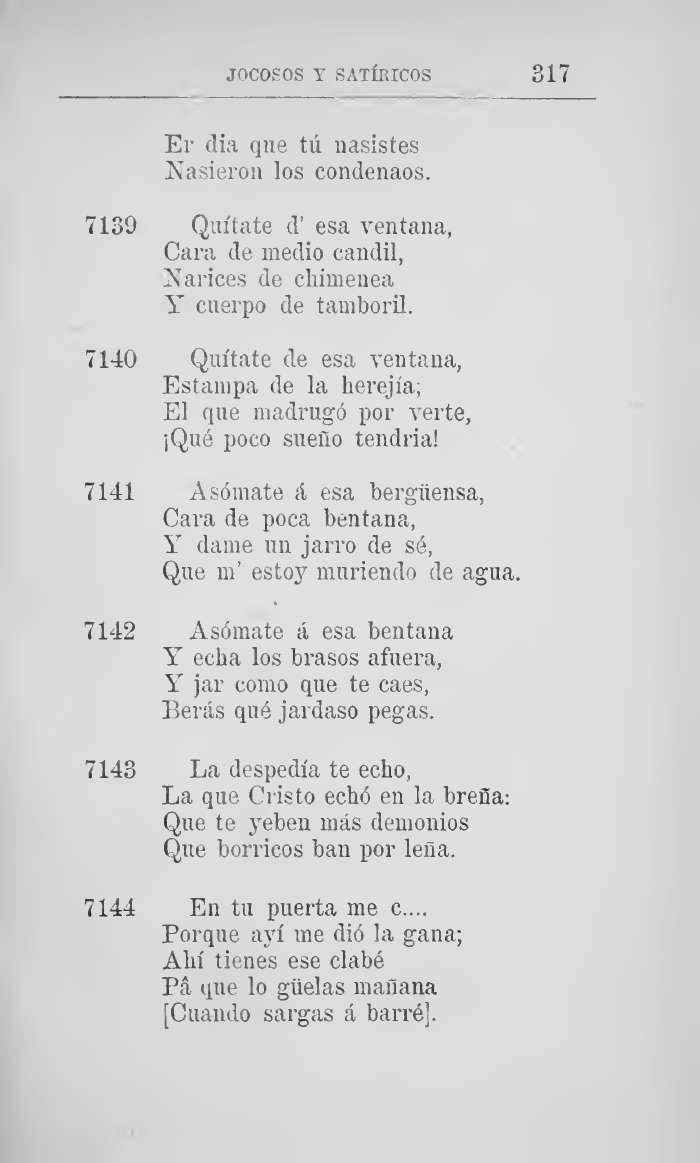 JOCOSOS Y SATÍRICOS 317
Er dia que tú nasistes
Nasieron los condenaos.
7139 Quítate d' esa ventana,
Cara de medio candil,
Narices de chimenea
Y cuerpo de tamboril.
7140 Quítate de esa ventana,
Estampa de la herejía;
El que madrugó por verte,
¡Qué poco sueño tendria!
7141 Asómate á esa bergüensa,
Cara de poca bentana,
Y dame un jarro de sé,
Que m' estoy muriendo de agua.
7142 Asómate á esa bentana
Y echa los brasos afuera,
Y jar como que te caes,
Berás qué jardaso pegas.
7143 La despedía te echo,
La que Cristo echó en la breña:
Que te yeben más demonios
Que borricos ban por leña.
7144 En tu puerta me c....
Porque ayí me dió la gana;
Ahí tienes ese clabé
Pâ que lo güelas mañana
[Cuando sargas á barré].